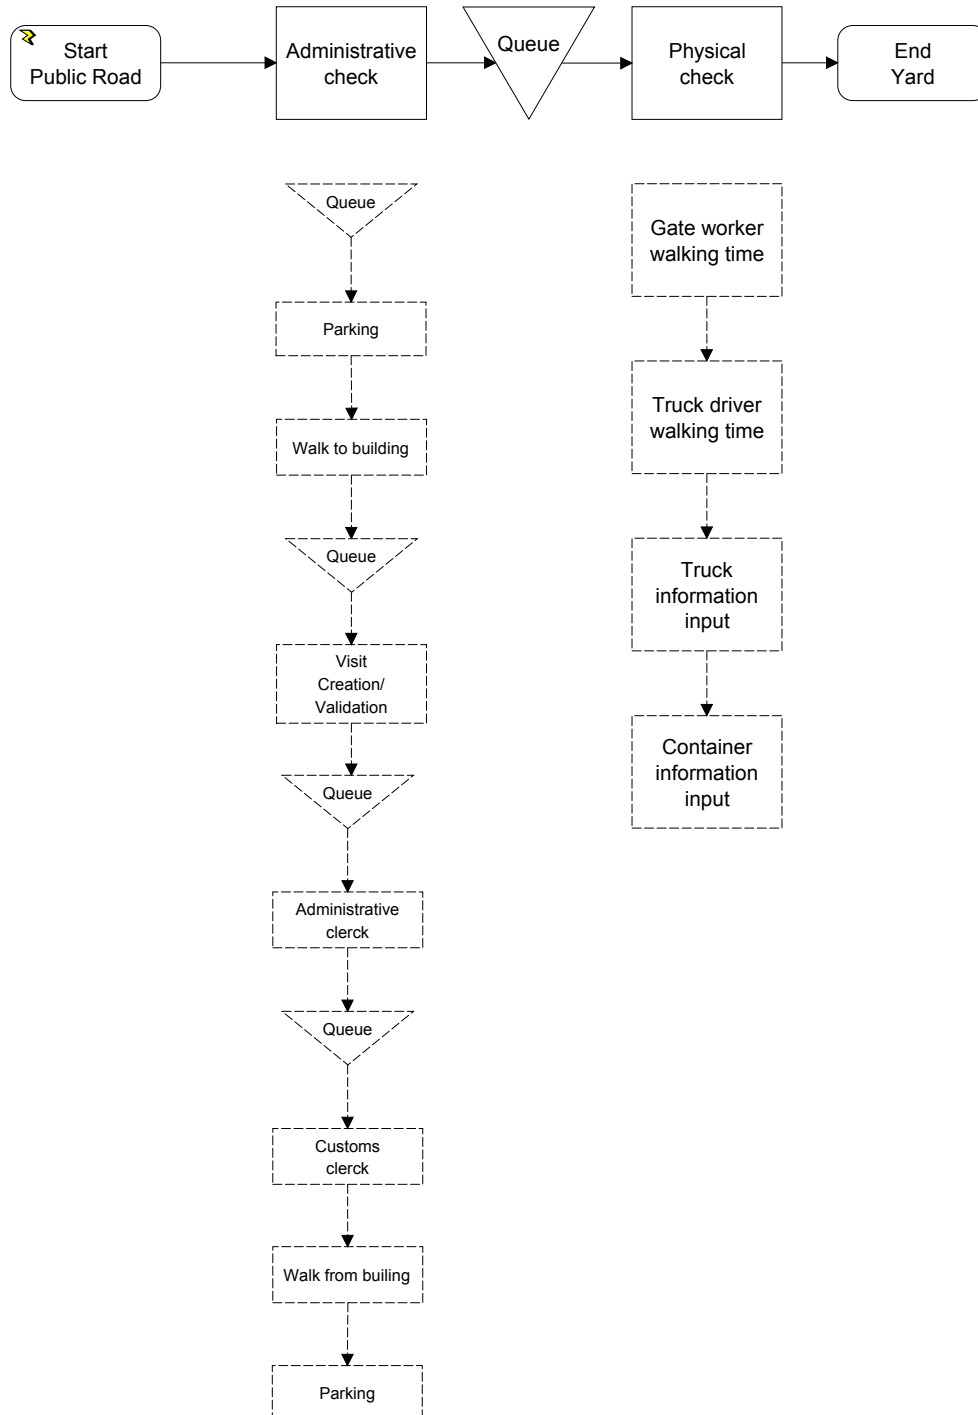 Start
Public Road
Administrative
check
Queue
Physical
check
End
Yard
Queue
Parking
Walk to building
Queue
Visit
Creation/
Validation
Queue
Administrative
clerck
Queue
Customs
clerck
Walk from builing
Parking
Gate worker
walking time
Truck driver
walking time
Truck
information
input
Container
information
input